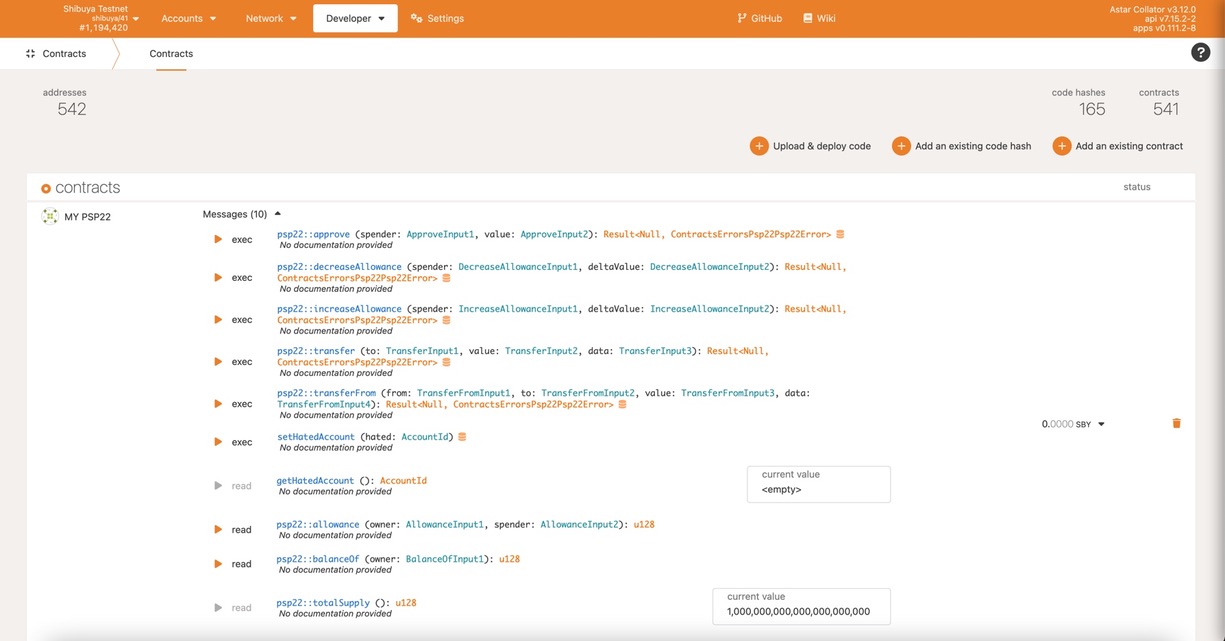 Shibuya Testnet
shibuya/41
#1,194,420
Accounts
Network
Developer
Settings
GitHub
Wiki
Astar Collator v3.12.0
api v7.15.2-2
apps v0.111.2-8
Contracts
Contracts
?
addresses
542
code hashes
165
contracts
541
Upload & deploy code
Add an existing code hash
Add an existing contract
contracts
status
MY PSP22
Messages (10)
exec
psp22::approve (spender: ApproveInput1, value: ApproveInput2): Result<Null, ContractsErrorsPsp22Psp22Error>
No documentation provided
exec
psp22::decreaseAllowance (spender: DecreaseAllowanceInput1, deltaValue: DecreaseAllowanceInput2): Result<Null,
ContractsErrorsPsp22Psp22Error>
No documentation provided
exec
psp22::increaseAllowance (spender: IncreaseAllowanceInput1, deltaValue: IncreaseAllowanceInput2): Result<Null,
ContractsErrorsPsp22Psp22Error>
No documentation provided
exec
psp22::transfer (to: TransferInput1, value: TransferInput2, data: TransferInput3): Result<Null,
ContractsErrorsPsp22Psp22Error>
No documentation provided
exec
psp22::transferFrom (from: TransferFromInput1, to: TransferFromInput2, value: TransferFromInput3, data:
TransferFromInput4): Result<Null, ContractsErrorsPsp22Psp22Error>
No documentation provided
0.0000 SBY
exec
setHatedAccount (hated: AccountId)
No documentation provided
read
getHatedAccount (): AccountId
No documentation provided
current value
<empty>
read
psp22::allowance (owner: AllowanceInput1, spender: AllowanceInput2): u128
No documentation provided
read
psp22::balanceOf (owner: BalanceOfInput1): u128
No documentation provided
read
psp22::totalSupply (): u128
No documentation provided
current value
1,000,000,000,000,000,000,000